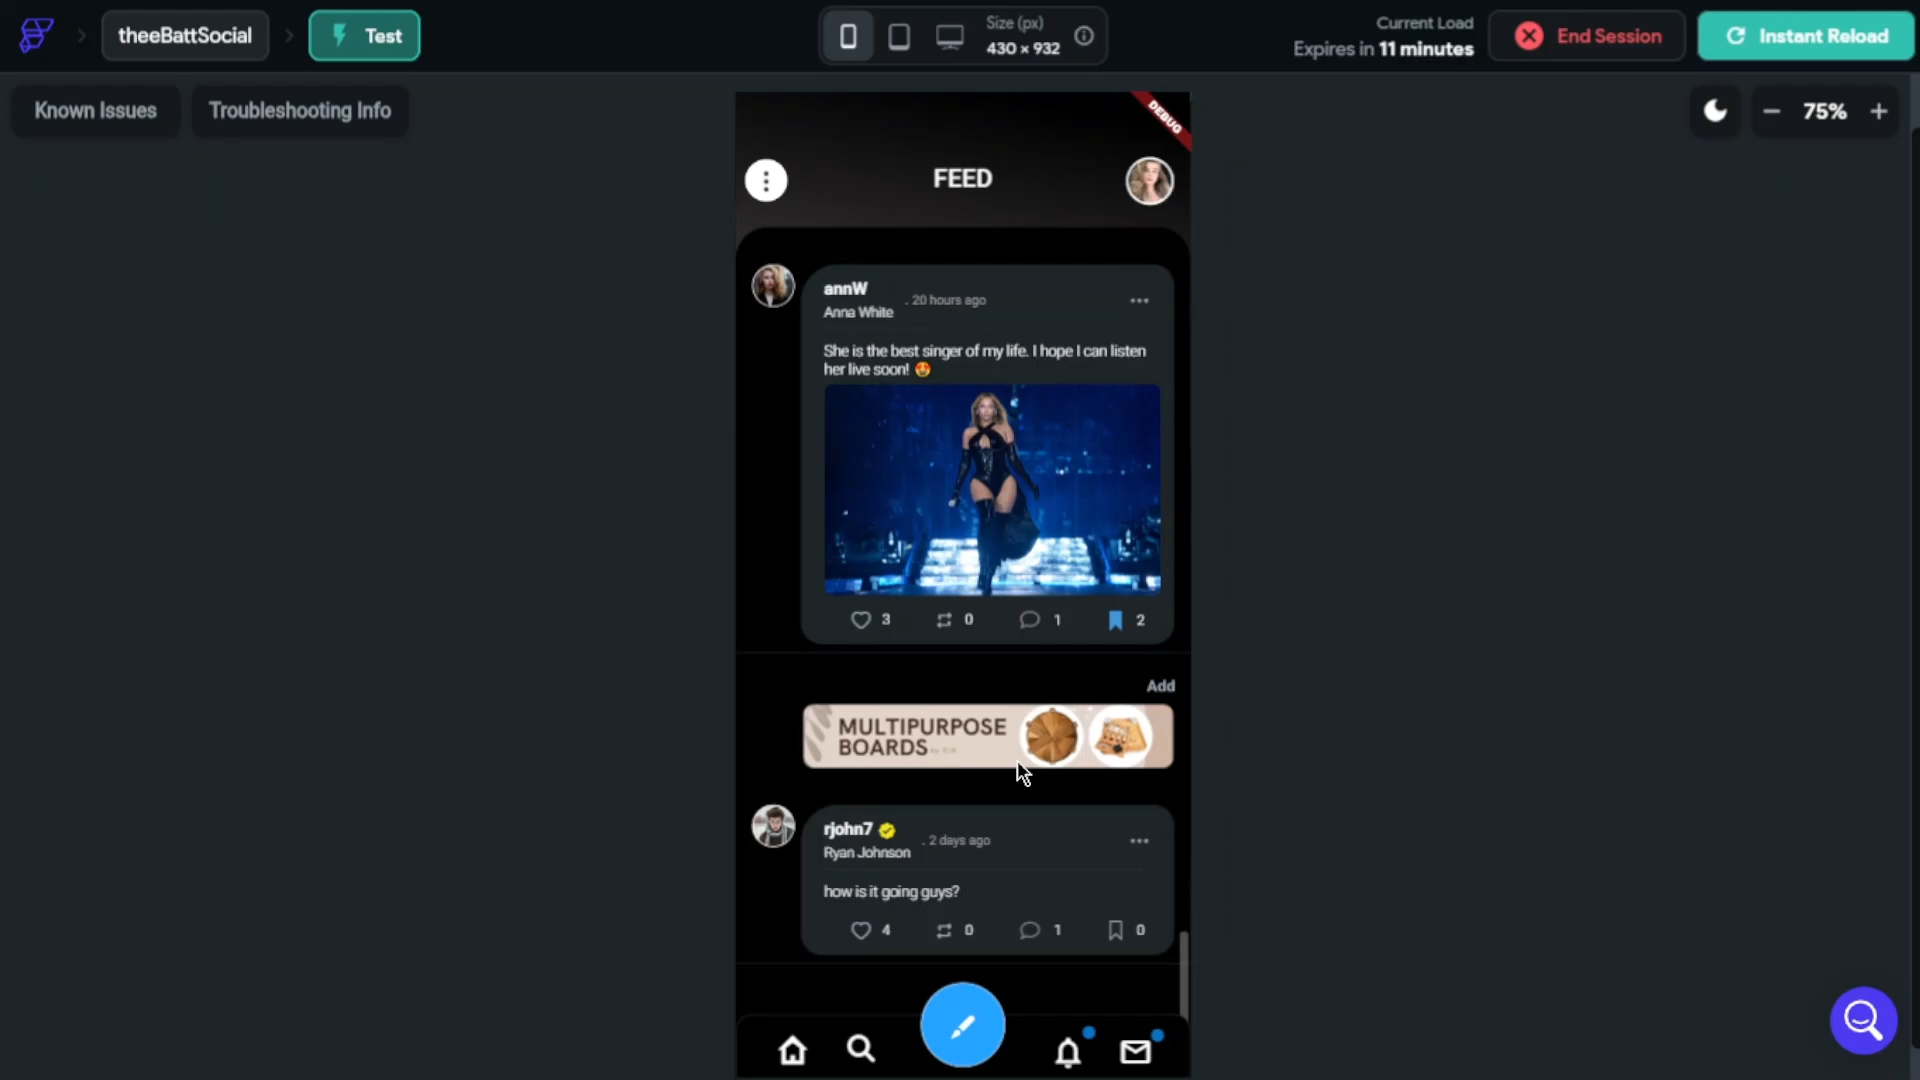 theeBattSocial
Test
Size (px)
430 × 932
Current Load
Expires in 11 minutes
End Session
Instant Reload
Known Issues
Troubleshooting Info
75%
DEBUG
FEED
annW
Anna White
. 20 hours ago
She is the best singer of my life. I hope I can listen
her live soon! 😍
3
0
1
2
Add
MULTIPURPOSE
BOARDS
rjohn7
Ryan Johnson
. 2 days ago
how is it going guys?
4
0
1
0